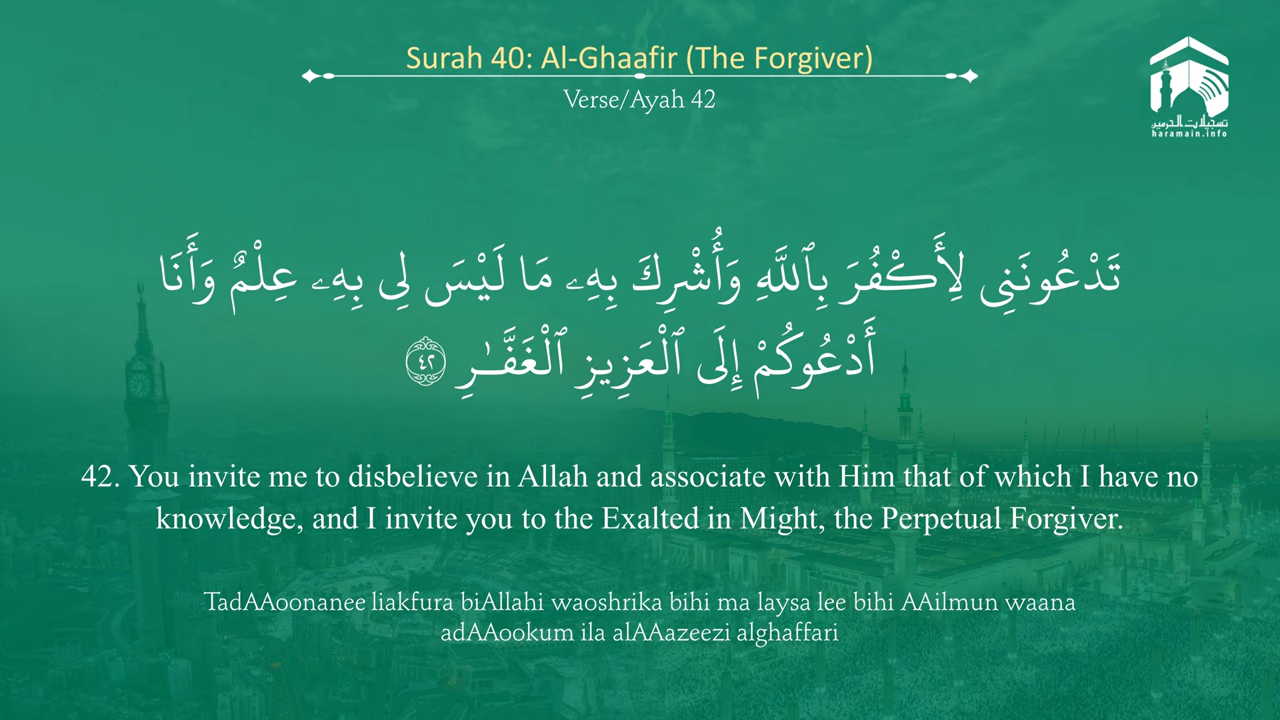 Surah 40: Al-Ghaafir (The Forgiver)
Verse/Ayah 42
تسجيلات الحرمين
haramain.info
تَدْعُونَنِى لِأَكْفُرَ بِٱللَّهِ وَأُشْرِكَ بِهِۦ مَا لَيْسَ لِى بِهِۦ عِلْمٌ وَأَنَا۠
أَدْعُوكُمْ إِلَى ٱلْعَزِيزِ ٱلْغَفَّـٰرِ ٤٢
42. You invite me to disbelieve in Allah and associate with Him that of which I have no
knowledge, and I invite you to the Exalted in Might, the Perpetual Forgiver.
TadAAoonanee liakfura biAllahi waoshrika bihi ma laysa lee bihi AAilmun waana
adAAookum ila alAAazeezi alghaffari